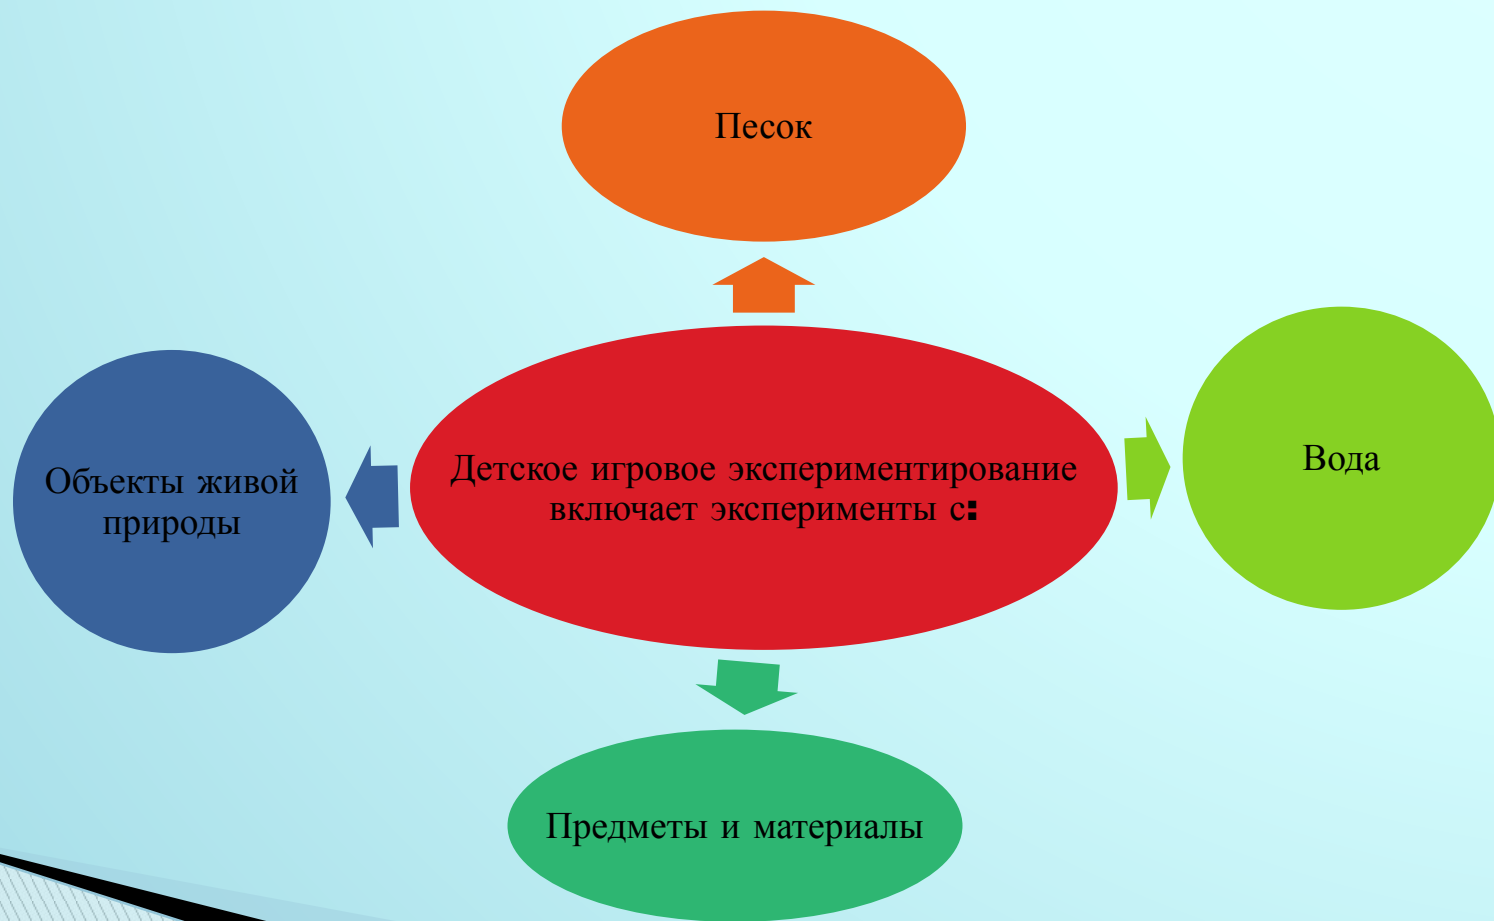 Песок
Детское игровое экспериментирование
включает эксперименты с:
Вода
Объекты живой
природы
Предметы и материалы